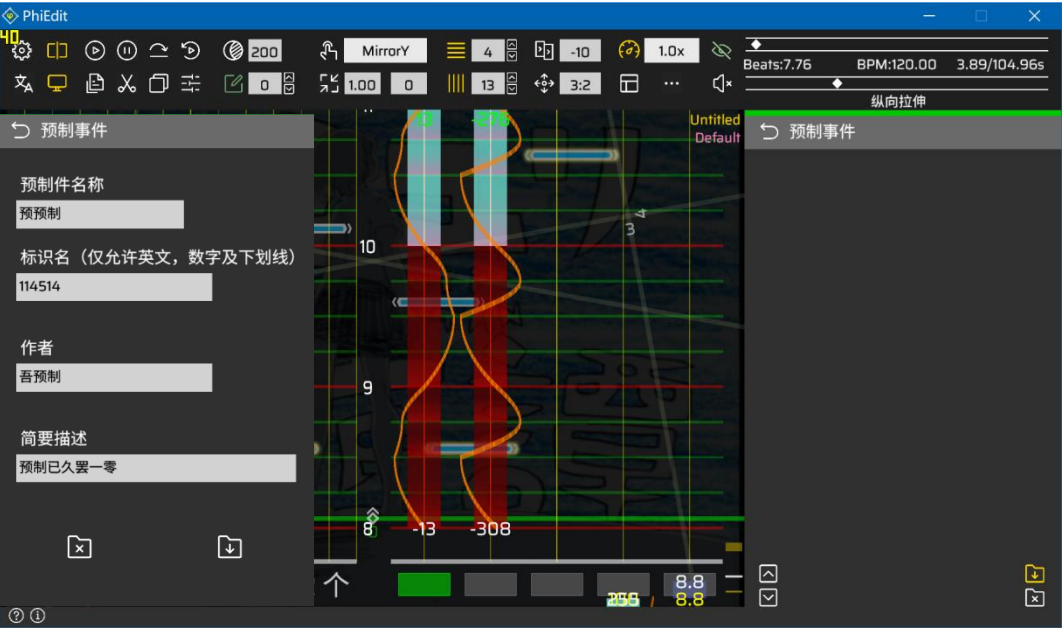 PhiEdit
40
200
MirrorY
4
-10
1.0x
Beats:7.76
BPM:120.00
3.89/104.96s
0
1.00
0
13
3:2
纵向拉伸
预制事件
预制件名称
预预制
标识名（仅允许英文，数字及下划线）
114514
作者
吾预制
简要描述
预制已久罢一零
-276
Untitled
Default
4
3
10
9
8
-13
-308
个
8.8
8.8
预制事件